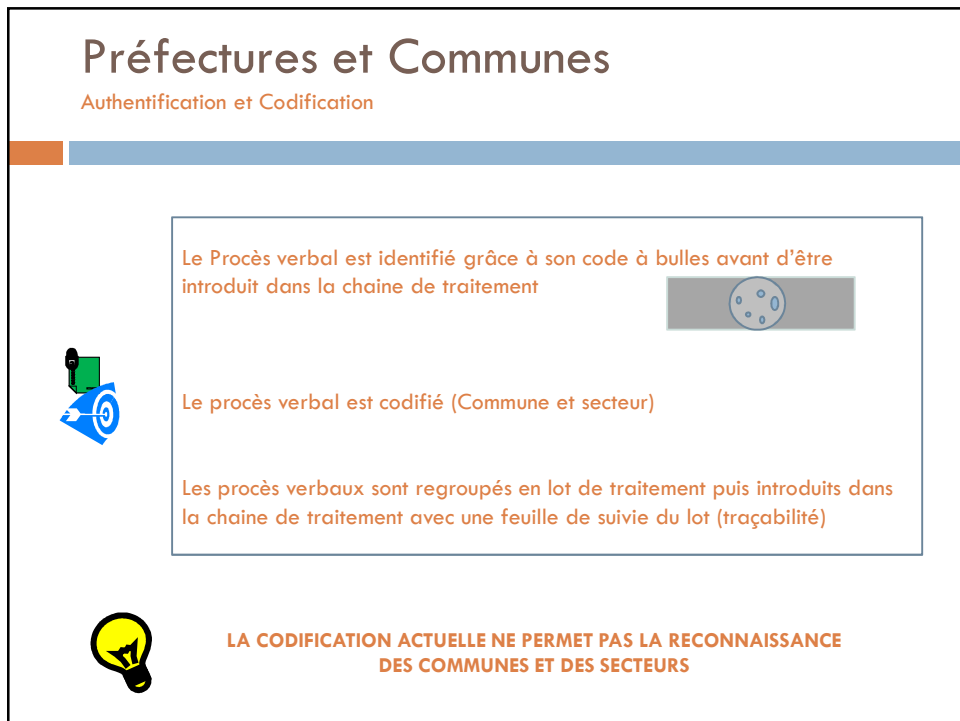 Préfectures et Communes
Authentification et Codification
Le Procès verbal est identifié grâce à son code à bulles avant d’être
introduit dans la chaine de traitement
Le procès verbal est codifié (Commune et secteur)
Les procès verbaux sont regroupés en lot de traitement puis introduits dans
la chaine de traitement avec une feuille de suivie du lot (traçabilité)
LA CODIFICATION ACTUELLE NE PERMET PAS LA RECONNAISSANCE
DES COMMUNES ET DES SECTEURS